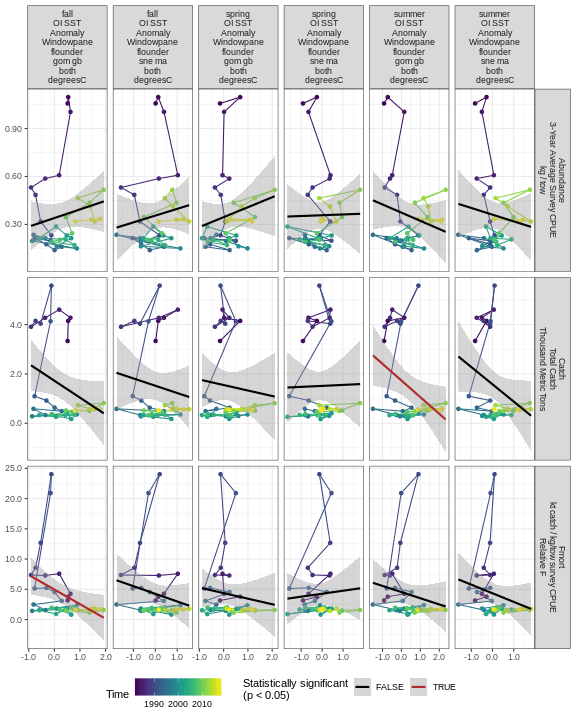 fall
OI SST
Anomaly
Windowpane
flounder
gom gb
both
degreesC
fall
OI SST
Anomaly
Windowpane
flounder
sne ma
both
degreesC
spring
OI SST
Anomaly
Windowpane
flounder
gom gb
both
degreesC
spring
OI SST
Anomaly
Windowpane
flounder
sne ma
both
degreesC
summer
OI SST
Anomaly
Windowpane
flounder
gom gb
both
degreesC
summer
OI SST
Anomaly
Windowpane
flounder
sne ma
both
degreesC
0.90
0.60
0.30
Abundance
3-Year Average Survey CPUE
kg / tow
4.0
2.0
0.0
Catch
Total Catch
Thousand Metric Tons
25.0
20.0
15.0
10.0
5.0
0.0
Fmort
kt catch / kg/tow survey CPUE
Relative F
-1.0 0.0 1.0 2.0
-1.0 0.0 1.0
-1.0 0.0 1.0 2.0
-1.0 0.0 1.0
-1.0 0.0 1.0 2.0
-1.0 0.0 1.0
Time
1990 2000 2010
Statistically significant
(p < 0.05)
FALSE
TRUE